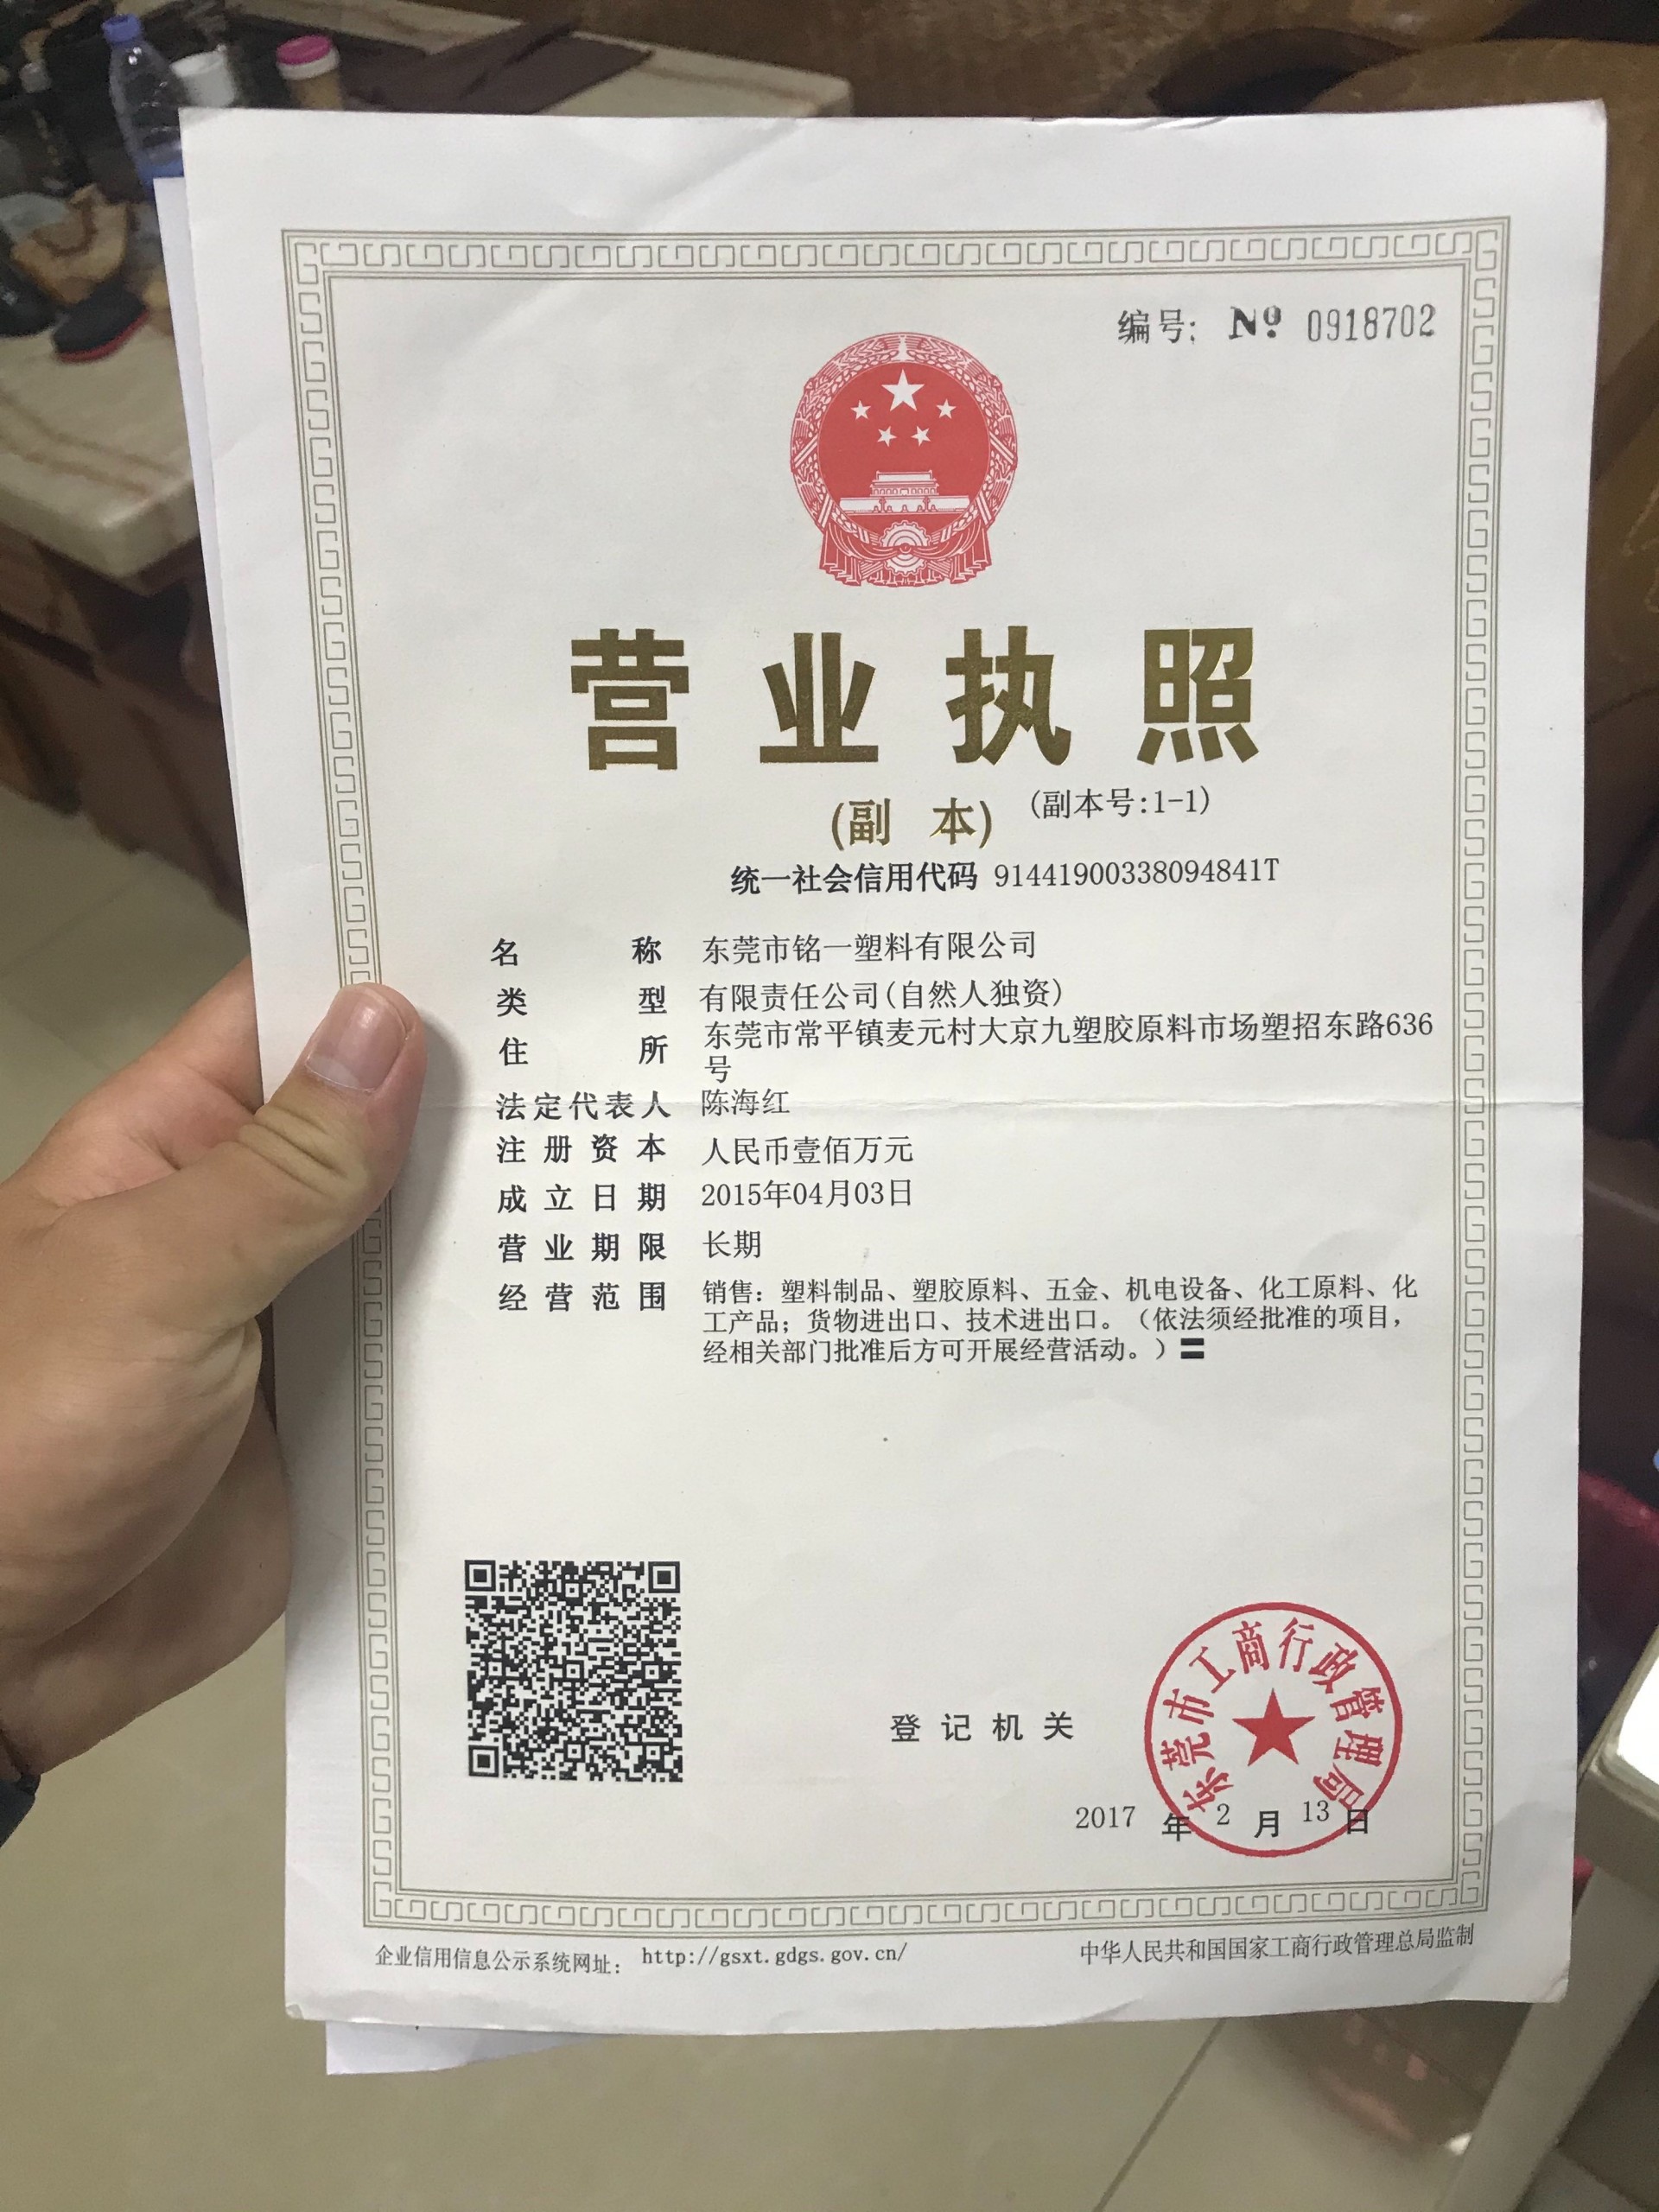 编号: Nº 0918702
营业执照
(副 本) (副本号:1-1)
统一社会信用代码 91441900338094841T
名 称 东莞市铭一塑料有限公司
类 型 有限责任公司(自然人独资)
住 所 东莞市常平镇麦元村大京九塑胶原料市场塑招东路636
号
法定代表人 陈海红
注册资本 人民币壹佰万元
成立日期 2015年04月03日
营业期限 长期
经营范围 销售：塑料制品、塑胶原料、五金、机电设备、化工原料、化
工产品；货物进出口、技术进出口。（依法须经批准的项目，
经相关部门批准后方可开展经营活动。）〓
东莞市工商行政管理局
登记机关
2017 年 2 月 13 日
企业信用信息公示系统网址： http://gsxt.gdgs.gov.cn/ 中华人民共和国国家工商行政管理总局监制